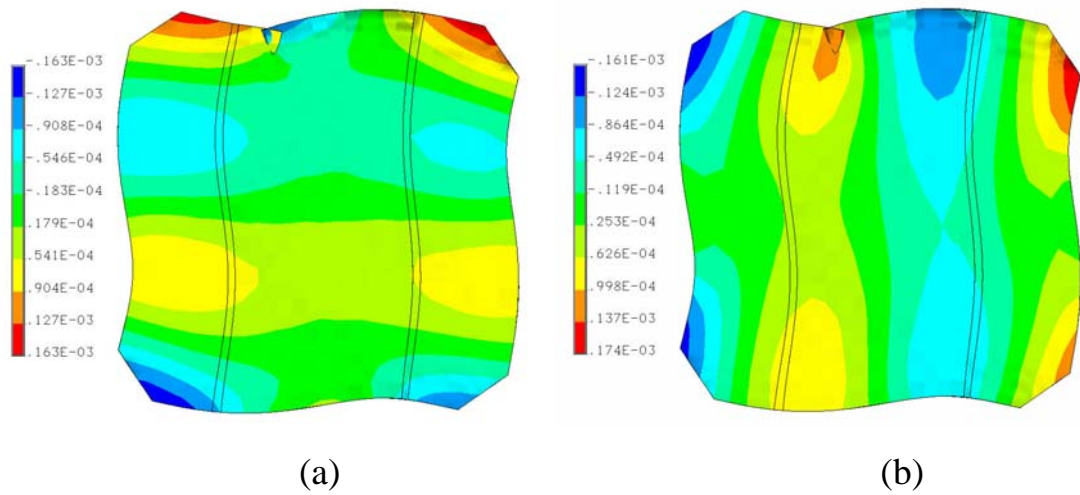 -.163E-03
-.127E-03
-.908E-04
-.546E-04
-.183E-04
.179E-04
.541E-04
.904E-04
.127E-03
.163E-03
-.161E-03
-.124E-03
-.864E-04
-.492E-04
-.119E-04
.253E-04
.626E-04
.998E-04
.137E-03
.174E-03
(a)
(b)